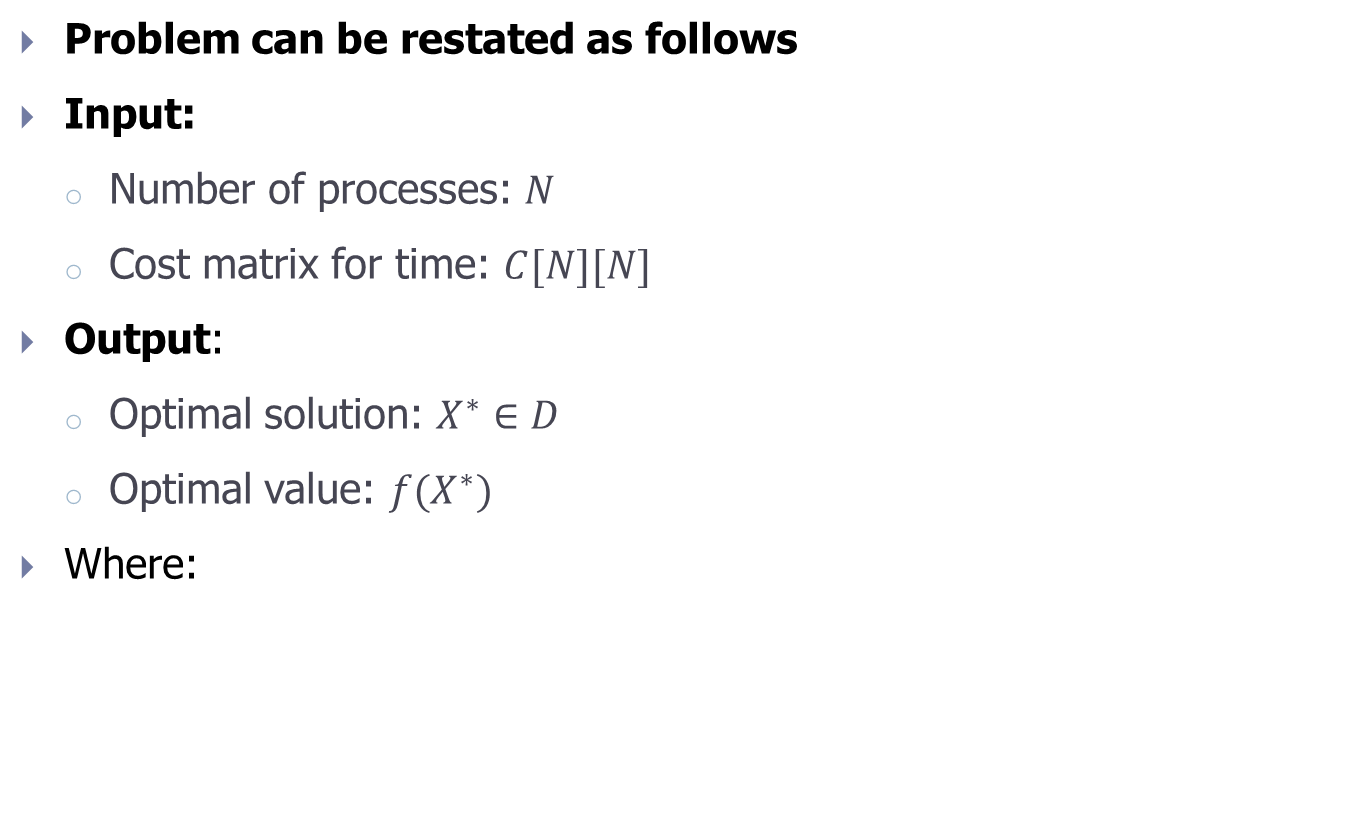 Problem can be restated as follows
Input:
Number of processes: N
Cost matrix for time: C[N][N]
Output:
Optimal solution: X* ∈ D
Optimal value: f(X*)
Where: